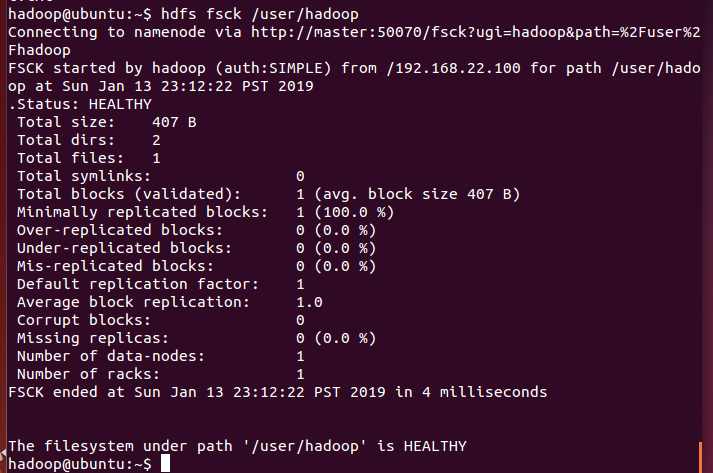 hadoop@ubuntu:~$ hdfs fsck /user/hadoop
Connecting to namenode via http://master:50070/fsck?ugi=hadoop&path=%2Fuser%2
Fhadoop
FSCK started by hadoop (auth:SIMPLE) from /192.168.22.100 for path /user/hado
op at Sun Jan 13 23:12:22 PST 2019
.Status: HEALTHY
 Total size:    407 B
 Total dirs:    2
 Total files:   1
 Total symlinks:                0
 Total blocks (validated):      1 (avg. block size 407 B)
 Minimally replicated blocks:   1 (100.0 %)
 Over-replicated blocks:        0 (0.0 %)
 Under-replicated blocks:       0 (0.0 %)
 Mis-replicated blocks:         0 (0.0 %)
 Default replication factor:    1
 Average block replication:     1.0
 Corrupt blocks:                0
 Missing replicas:              0 (0.0 %)
 Number of data-nodes:          1
 Number of racks:               1
FSCK ended at Sun Jan 13 23:12:22 PST 2019 in 4 milliseconds
The filesystem under path '/user/hadoop' is HEALTHY
hadoop@ubuntu:~$